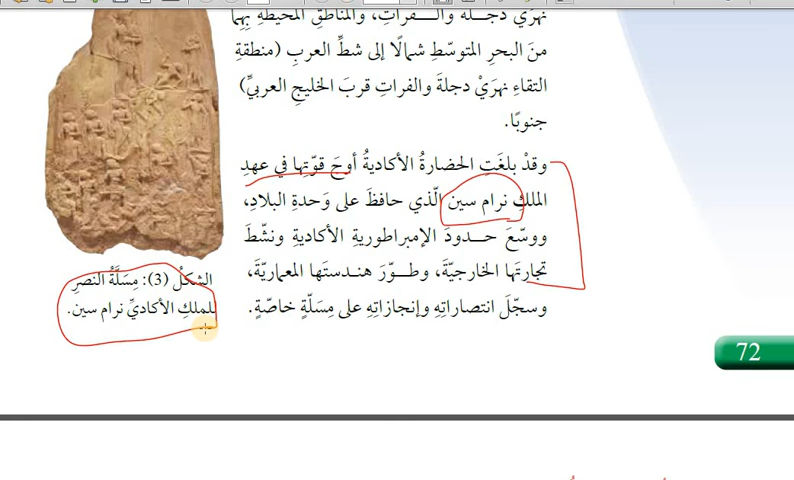 نهرَيْ دجلةَ والفراتِ، والمناطقِ المحيطةِ بِهِما
منَ البحرِ المتوسّطِ شمالًا إلى شطِّ العربِ (منطقةِ
التقاءِ نهرَيْ دجلةَ والفراتِ قربَ الخليجِ العربيِّ)
جنوبًا.
وقدْ بلغَتِ الحضارةُ الأكاديةُ أوجَ قوّتِها في عهدِ
الملكِ نرام سين الّذي حافظَ على وَحدةِ البلادِ،
ووسّعَ حدودَ الإمبراطوريةِ الأكاديةِ ونشّطَ
تجارتَها الخارجيّةَ، وطوّرَ هندستَها المعماريّةَ،
وسجّلَ انتصاراتِهِ وإنجازاتِهِ على مِسَلّةٍ خاصّةٍ.
الشكلُ (3): مِسَلَّةُ النصرِ
للملكِ الأكاديِّ نرام سين.
72